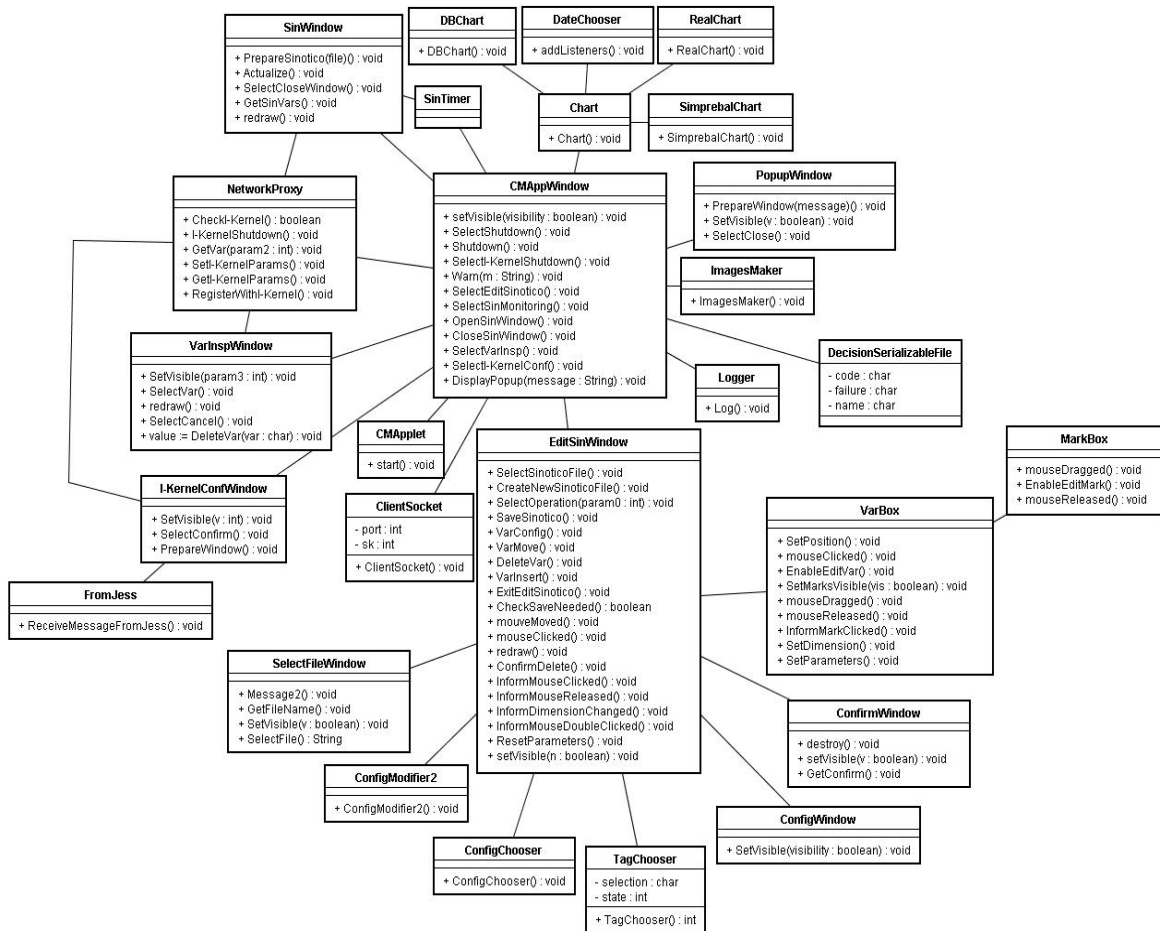 SinWindow
+ PrepareSinotico(file)() : void
+ Actualize() : void
+ SelectCloseWindow() : void
+ GetSinVars() : void
+ redraw() : void
DBChart
+ DBChart() : void
DateChooser
+ addListeners() : void
RealChart
+ RealChart() : void
SinTimer
Chart
+ Chart() : void
SimprebalChart
+ SimprebalChart() : void
NetworkProxy
+ CheckI-Kernel() : boolean
+ I-KernelShutdown() : void
+ GetVar(param2 : int) : void
+ SetI-KernelParams() : void
+ GetI-KernelParams() : void
+ RegisterWithI-Kernel() : void
CMAppWindow
+ setVisible(visibility : boolean) : void
+ SelectShutdown() : void
+ Shutdown() : void
+ SelectI-KernelShutdown() : void
+ Warn(m : String) : void
+ SelectEditSinotico() : void
+ SelectSinMonitoring() : void
+ OpenSinWindow() : void
+ CloseSinWindow() : void
+ SelectVarInsp() : void
+ SelectI-KernelConf() : void
+ DisplayPopup(message : String) : void
PopupWindow
+ PrepareWindow(message)() : void
+ SetVisible(v : boolean) : void
+ SelectClose() : void
ImagesMaker
+ ImagesMaker() : void
VarInspWindow
+ SetVisible(param3 : int) : void
+ SelectVar() : void
+ redraw() : void
+ SelectCancel() : void
+ value := DeleteVar(var : char) : void
DecisionSerializableFile
- code : char
- failure : char
- name : char
Logger
+ Log() : void
CMApplet
+ start() : void
I-KernelConfWindow
+ SetVisible(v : int) : void
+ SelectConfirm() : void
+ PrepareWindow() : void
ClientSocket
- port : int
- sk : int
+ ClientSocket() : void
EditSinWindow
+ SelectSinoticoFile() : void
+ CreateNewSinoticoFile() : void
+ SelectOperation(param0 : int) : void
+ SaveSinotico() : void
+ VarConfig() : void
+ VarMove() : void
+ DeleteVar() : void
+ VarInsert() : void
+ ExitEditSinotico() : void
+ CheckSaveNeeded() : boolean
+ mouveMoved() : void
+ mouseClicked() : void
+ redraw() : void
+ ConfirmDelete() : void
+ InformMouseClicked() : void
+ InformMouseReleased() : void
+ InformDimensionChanged() : void
+ InformMouseDoubleClicked() : void
+ ResetParameters() : void
+ setVisible(n : boolean) : void
MarkBox
+ mouseDragged() : void
+ EnableEditMark() : void
+ mouseReleased() : void
VarBox
+ SetPosition() : void
+ mouseClicked() : void
+ EnableEditVar() : void
+ SetMarksVisible(vis : boolean) : void
+ mouseDragged() : void
+ mouseReleased() : void
+ InformMarkClicked() : void
+ SetDimension() : void
+ SetParameters() : void
FromJess
+ ReceiveMessageFromJess() : void
SelectFileWindow
+ Message2() : void
+ GetFileName() : void
+ SetVisible(v : boolean) : void
+ SelectFile() : String
ConfirmWindow
+ destroy() : void
+ setVisible(v : boolean) : void
+ GetConfirm() : void
ConfigModifier2
+ ConfigModifier2() : void
ConfigWindow
+ SetVisible(visibility : boolean) : void
ConfigChooser
+ ConfigChooser() : void
TagChooser
- selection : char
- state : int
+ TagChooser() : int